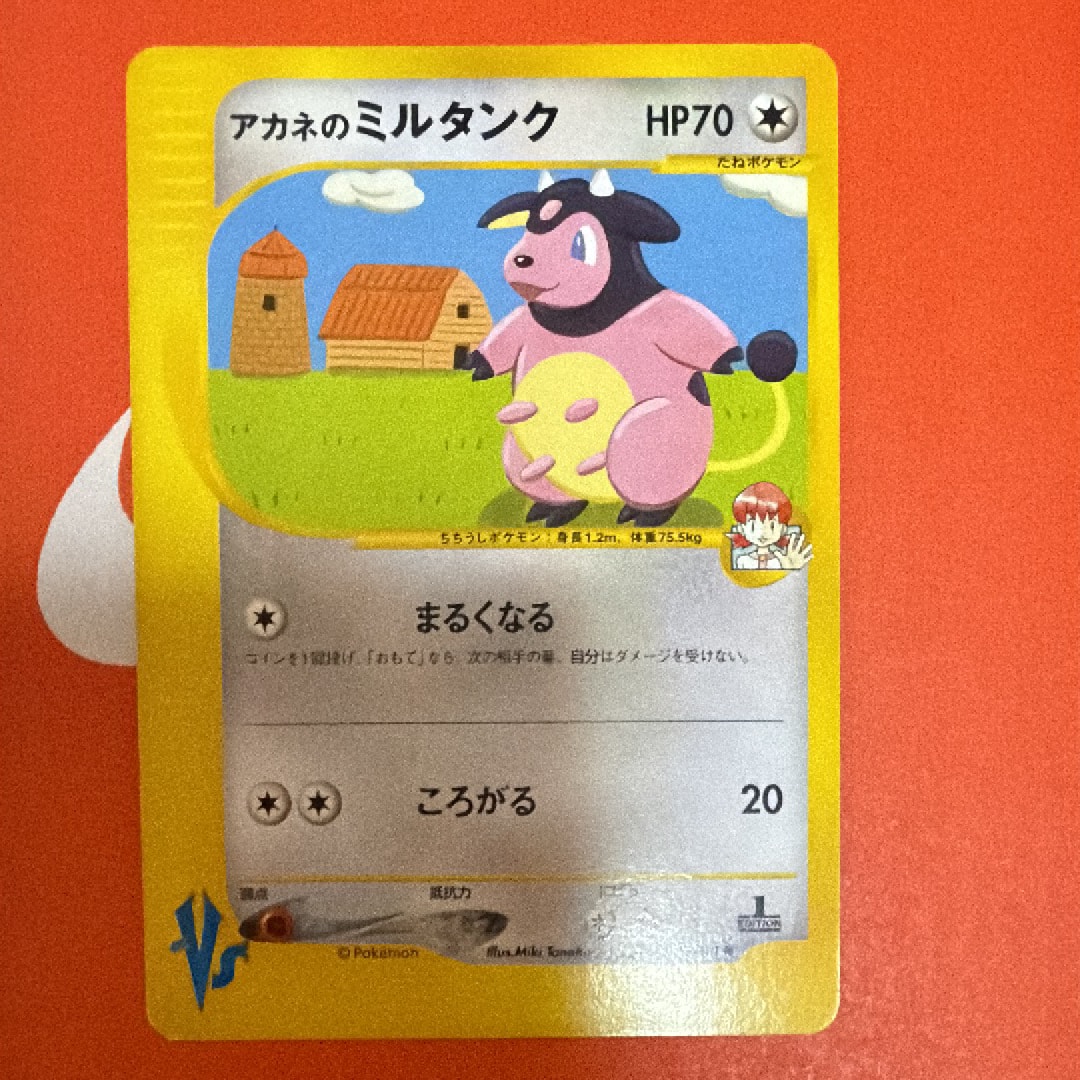 アカネのミルタンク HP70
たねポケモン
ちちうしポケモン：身長1.2m、体重75.5kg
まるくなる
コインを1回投げ、「おもて」なら、次の相手の番、自分はダメージを受けない。
ころがる 20
弱点 抵抗力
1
EDITION
© Pokémon Illus. Miki Tanaka
Vs